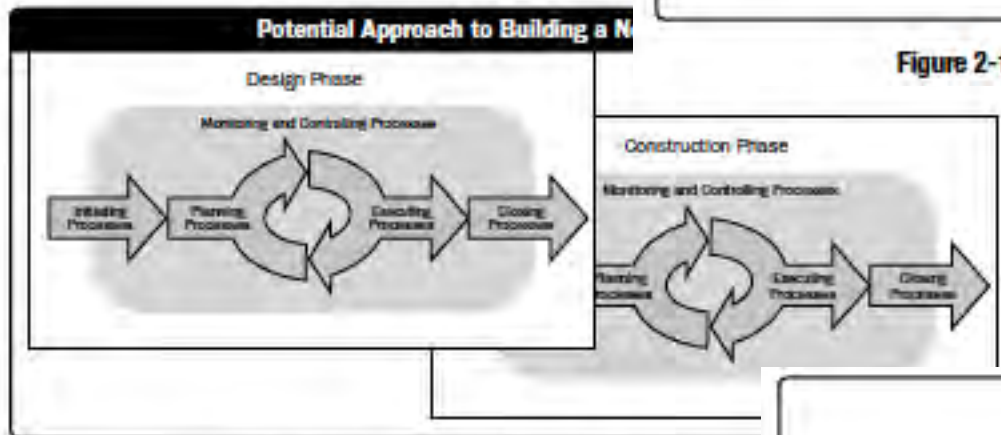 Potential Approach to Building a N
Figure 2-1
Design Phase
Monitoring and Controlling Processes
Initiating
Processes
Planning
Processes
Executing
Processes
Closing
Processes
Construction Phase
Monitoring and Controlling Processes
Planning
Processes
Executing
Processes
Closing
Processes